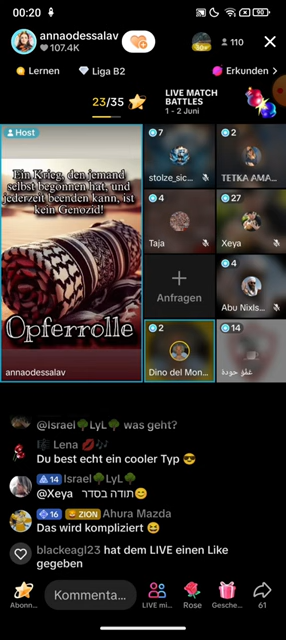 00:20
90
annaodessalav
107.4K
110
Lernen
Liga B2
Erkunden
23/35
LIVE MATCH
BATTLES
1 - 2 Juni
Host
Ein Krieg, den jemand
selbst begonnen hat, und
jederzeit beenden kann, ist
kein Genozid!
Opferrolle
annaodessalav
7
stolze_sic...
2
TETKA AMA...
4
Taja
27
Xeya
Anfragen
4
Abu Nixls...
2
Dino del Mon...
14
@Israel🌳LyL🌳 was geht?
Lena 💋🎶
Du best echt ein cooler Typ 😎
14 Israel🌳LyL🌳
@Xeya תודה בסדר😊
16 ZION Ahura Mazda
Das wird kompliziert 😆
blackeagl23 hat dem LIVE einen Like
gegeben
Abonn...
Kommenta...
LIVE mi...
Rose
Gesche...
61